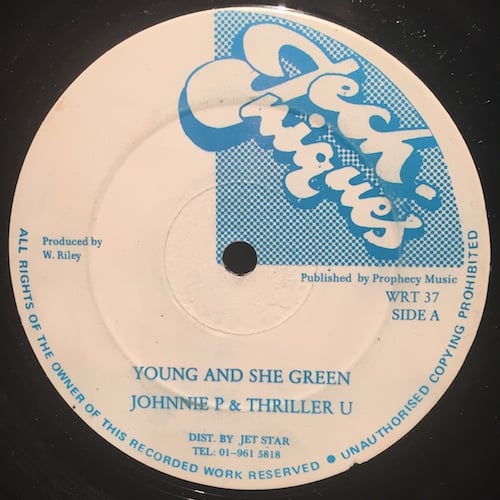 Tech-
niques
Produced by
W. Riley
Published by Prophecy Music
WRT 37
SIDE A
YOUNG AND SHE GREEN
JOHNNIE P & THRILLER U
DIST. BY JET STAR
TEL: 01-961 5818
ALL RIGHTS OF THE OWNER OF THIS RECORDED WORK RESERVED • UNAUTHORISED COPYING PROHIBITED